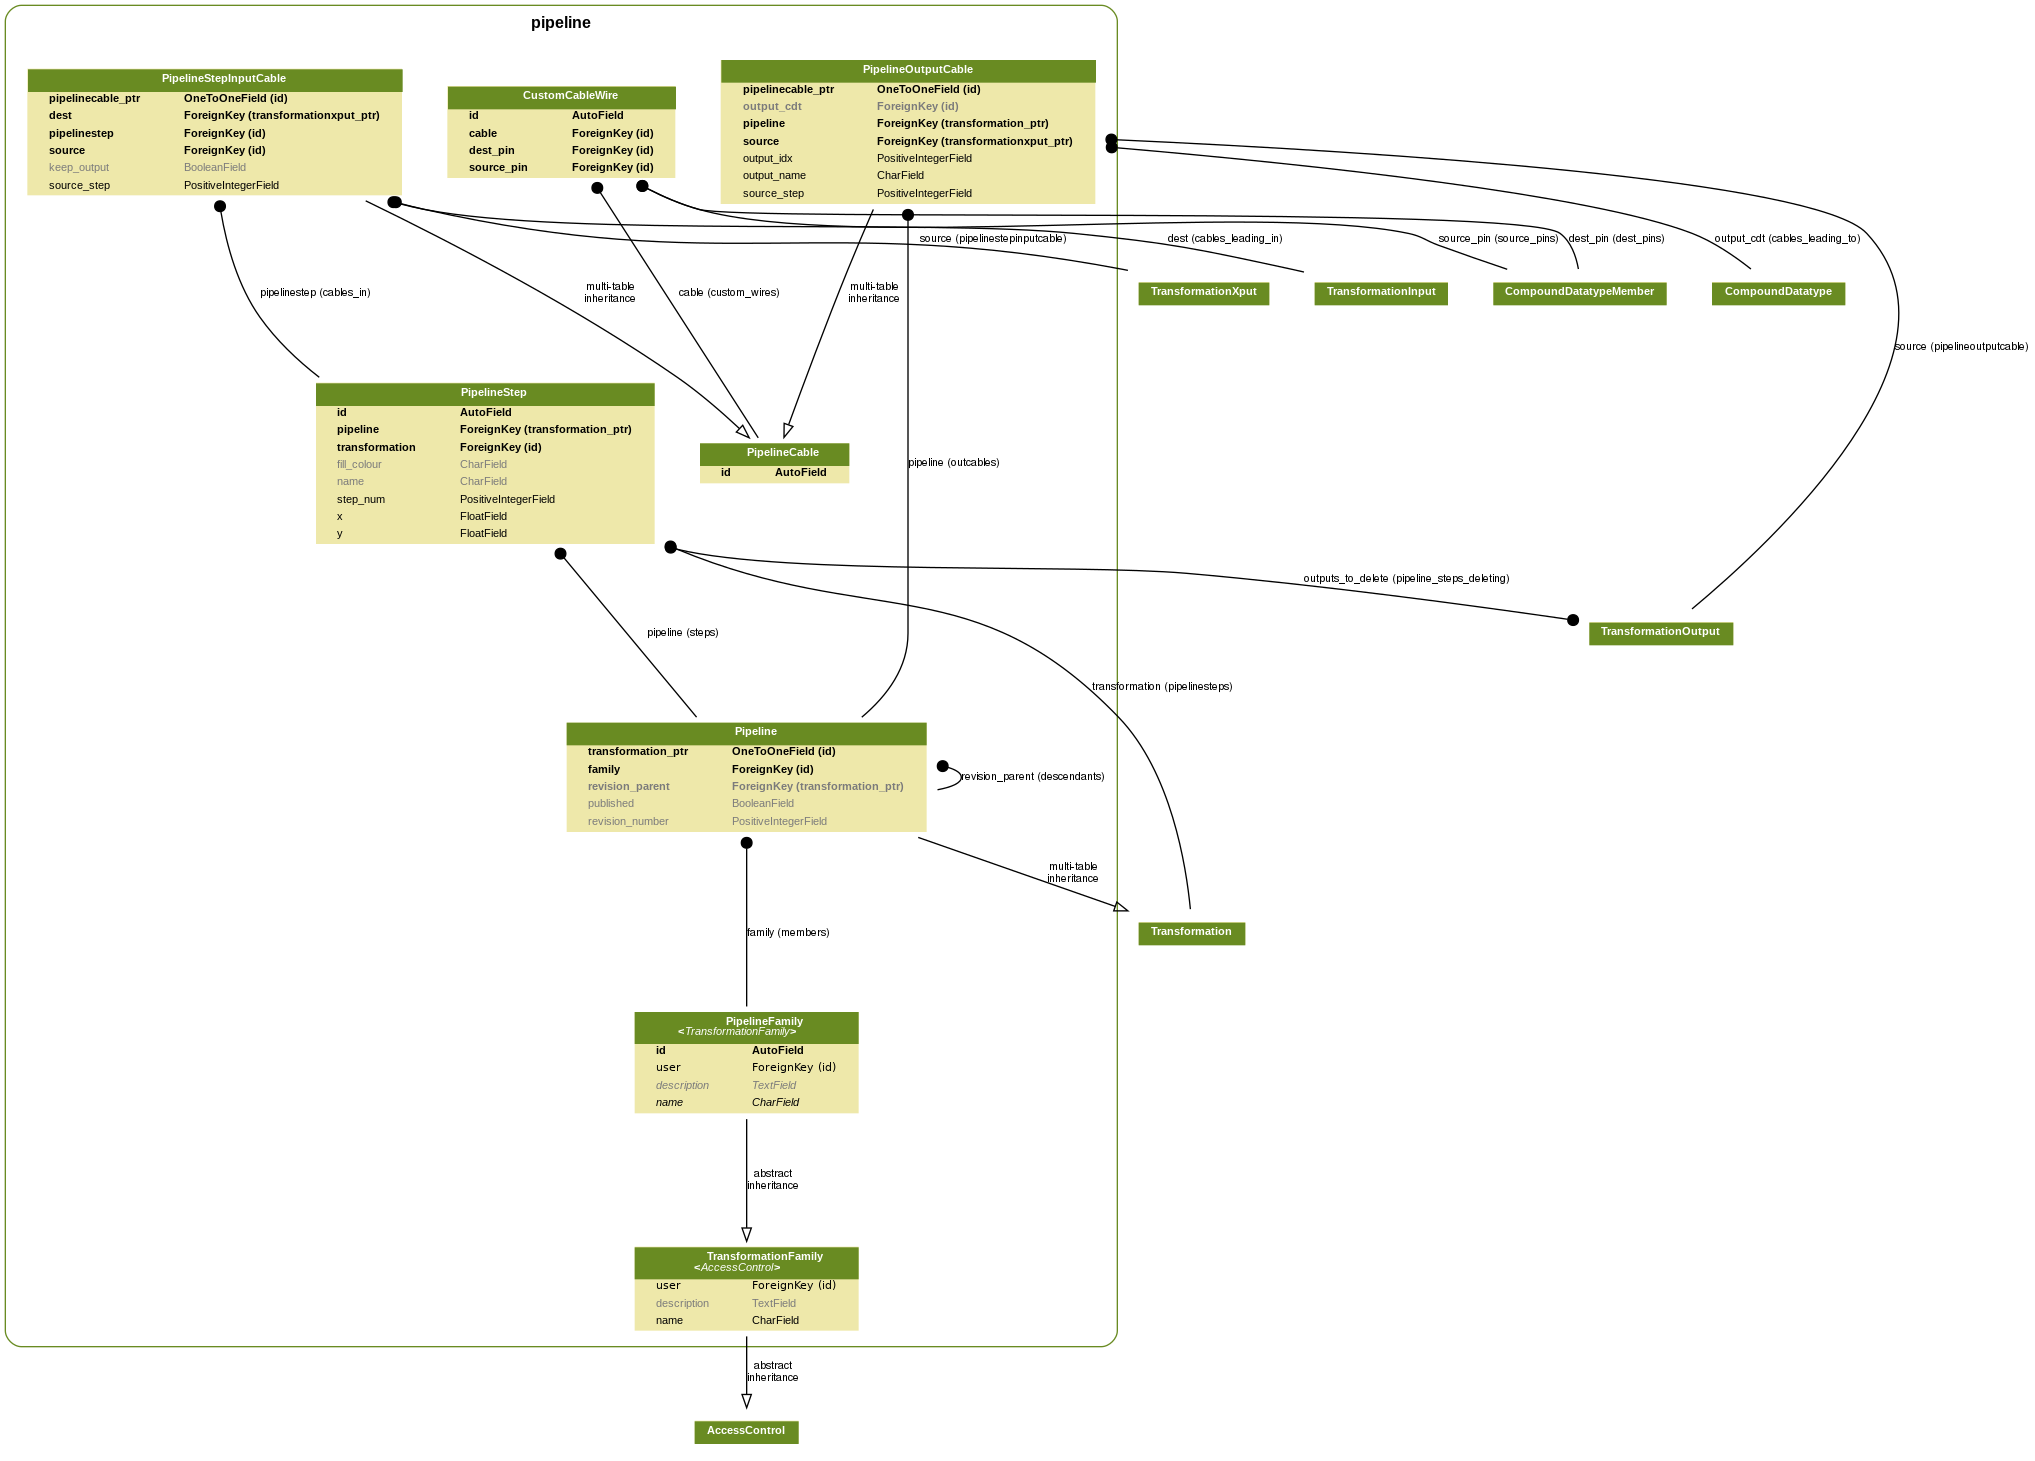 pipeline
PipelineStepInputCable
pipelinecable_ptr OneToOneField (id)
dest ForeignKey (transformationxput_ptr)
pipelinestep ForeignKey (id)
source ForeignKey (id)
keep_output BooleanField
source_step PositiveIntegerField
CustomCableWire
id AutoField
cable ForeignKey (id)
dest_pin ForeignKey (id)
source_pin ForeignKey (id)
PipelineOutputCable
pipelinecable_ptr OneToOneField (id)
output_cdt ForeignKey (id)
pipeline ForeignKey (transformation_ptr)
source ForeignKey (transformationxput_ptr)
output_idx PositiveIntegerField
output_name CharField
source_step PositiveIntegerField
source (pipelinestepinputcable)
dest (cables_leading_in)
source_pin (source_pins)
dest_pin (dest_pins)
output_cdt (cables_leading_to)
pipelinestep (cables_in)
multi-table
inheritance
cable (custom_wires)
multi-table
inheritance
TransformationXput
TransformationInput
CompoundDatatypeMember
CompoundDatatype
source (pipelineoutputcable)
PipelineStep
id AutoField
pipeline ForeignKey (transformation_ptr)
transformation ForeignKey (id)
fill_colour CharField
name CharField
step_num PositiveIntegerField
x FloatField
y FloatField
PipelineCable
id AutoField
pipeline (outcables)
outputs_to_delete (pipeline_steps_deleting)
pipeline (steps)
TransformationOutput
transformation (pipelinesteps)
Pipeline
transformation_ptr OneToOneField (id)
family ForeignKey (id)
revision_parent ForeignKey (transformation_ptr)
published BooleanField
revision_number PositiveIntegerField
revision_parent (descendants)
multi-table
inheritance
family (members)
Transformation
PipelineFamily
<TransformationFamily>
id AutoField
user ForeignKey (id)
description TextField
name CharField
abstract
inheritance
TransformationFamily
<AccessControl>
user ForeignKey (id)
description TextField
name CharField
abstract
inheritance
AccessControl